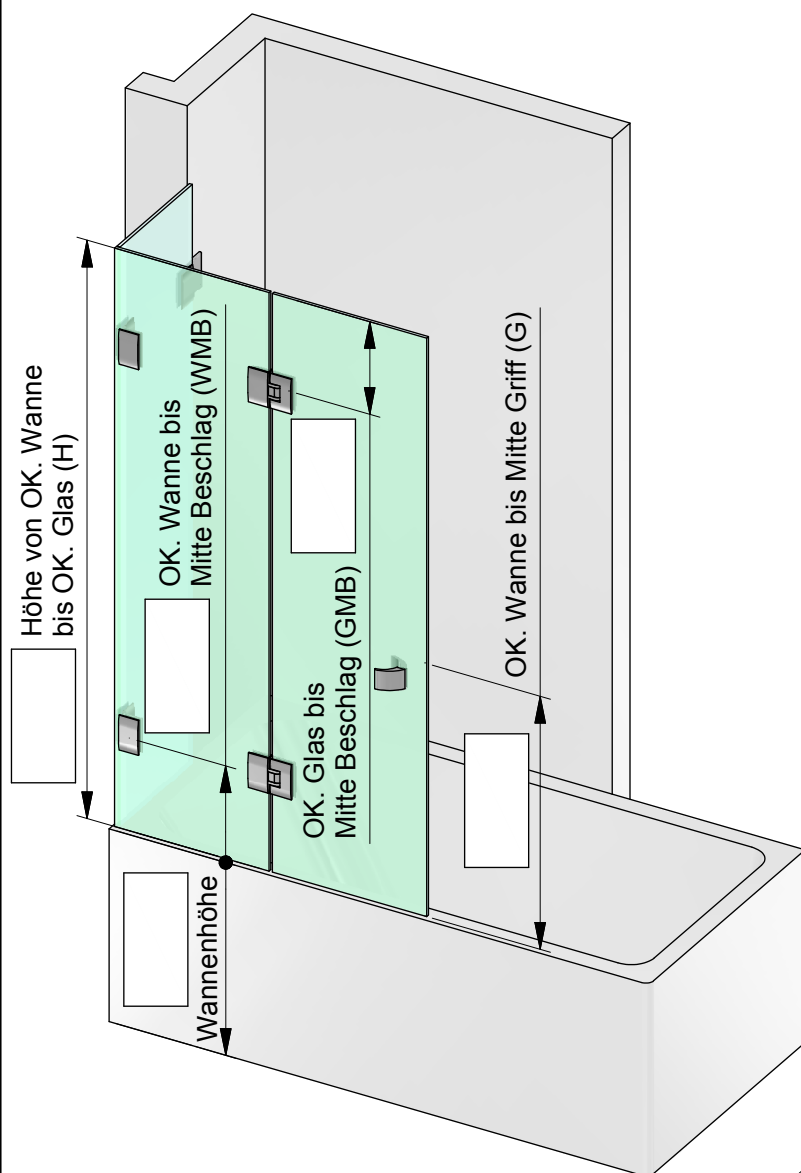 Höhe von OK. Wanne
bis OK. Glas (H)
OK. Wanne bis
Mitte Beschlag (WMB)
OK. Glas bis
Mitte Beschlag (GMB)
OK. Wanne bis Mitte Griff (G)
Wannenhöhe